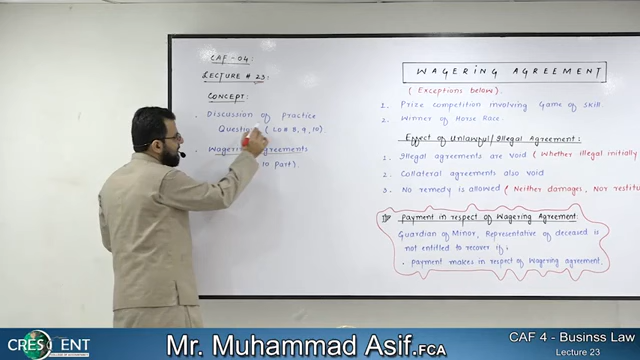 CAF - 04:
LECTURE # 23:
CONCEPT:
. Discussion of Practice
( LO# 8, 9, 10).
. Wagering Agreements
10 Part).
WAGERING AGREEMENT
( Exceptions below).
1. Prize competition involving Game of skill
2. Winner of Horse Race.
Effect of Unlawful/Illegal Agreement:
1. Illegal agreements are void ( Whether illegal initially
2. Collateral agreements also void
3. No remedy is allowed ( Neither damages, Nor restitu
Payment in respect of Wagering Agreement:
Guardian of Minor, Representative of deceased is
not entitled to recover if;
. Payment makes in respect of Wagering agreement.
CRESCENT
Mr. Muhammad Asif.FCA
CAF 4 - Businss Law
Lecture 23